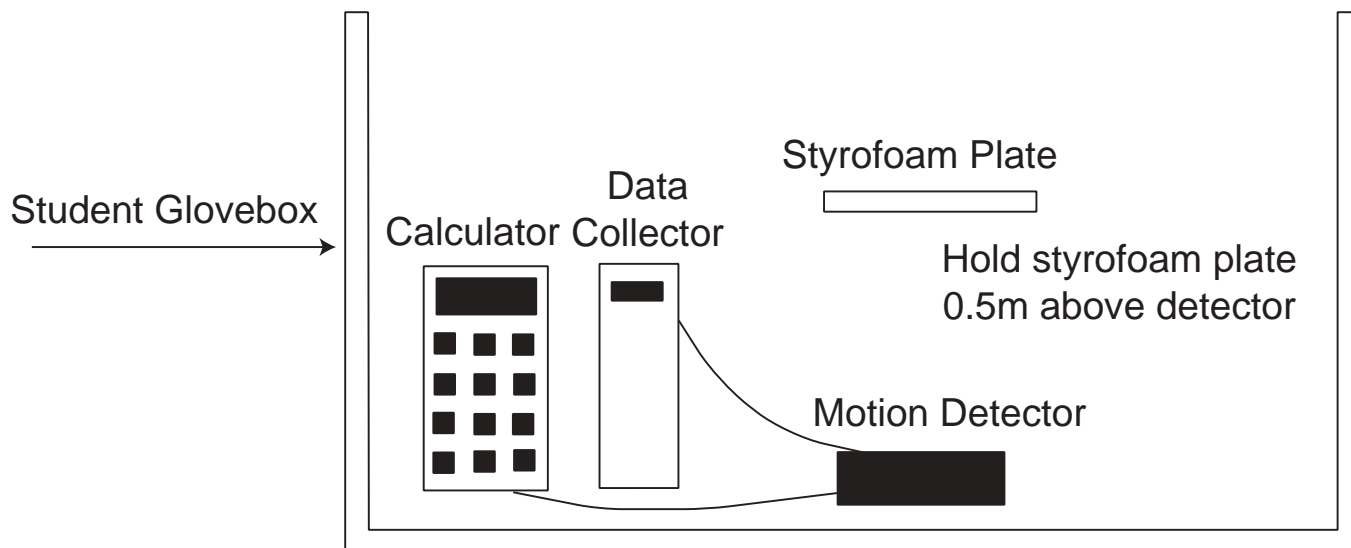 Student Glovebox
Calculator
Data
Collector
Styrofoam Plate
Hold styrofoam plate
0.5m above detector
Motion Detector